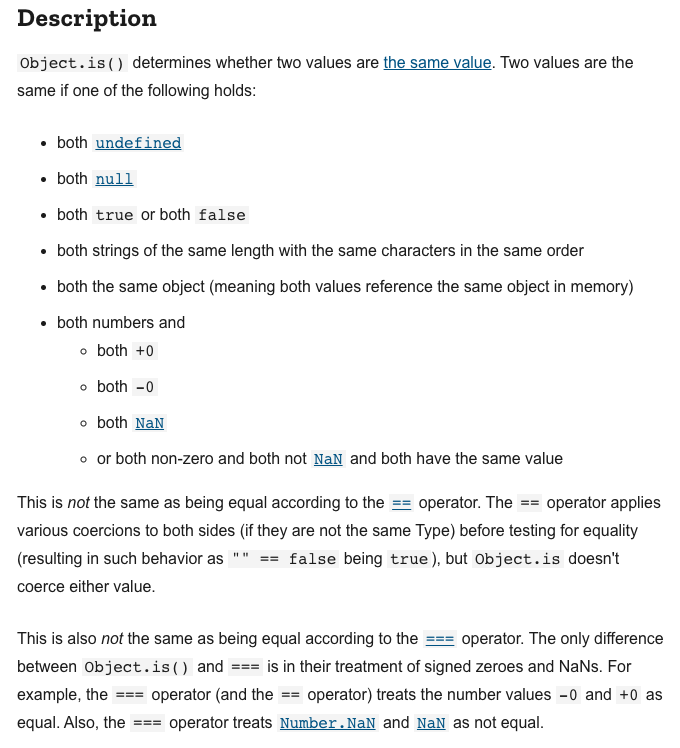 Description
Object.is() determines whether two values are the same value. Two values are the
same if one of the following holds:
• both undefined
• both null
• both true or both false
• both strings of the same length with the same characters in the same order
• both the same object (meaning both values reference the same object in memory)
• both numbers and
◦ both +0
◦ both -0
◦ both NaN
◦ or both non-zero and both not NaN and both have the same value
This is not the same as being equal according to the == operator. The == operator applies
various coercions to both sides (if they are not the same Type) before testing for equality
(resulting in such behavior as "" == false being true), but Object.is doesn't
coerce either value.
This is also not the same as being equal according to the === operator. The only difference
between Object.is() and === is in their treatment of signed zeroes and NaNs. For
example, the === operator (and the == operator) treats the number values -0 and +0 as
equal. Also, the === operator treats Number.NaN and NaN as not equal.